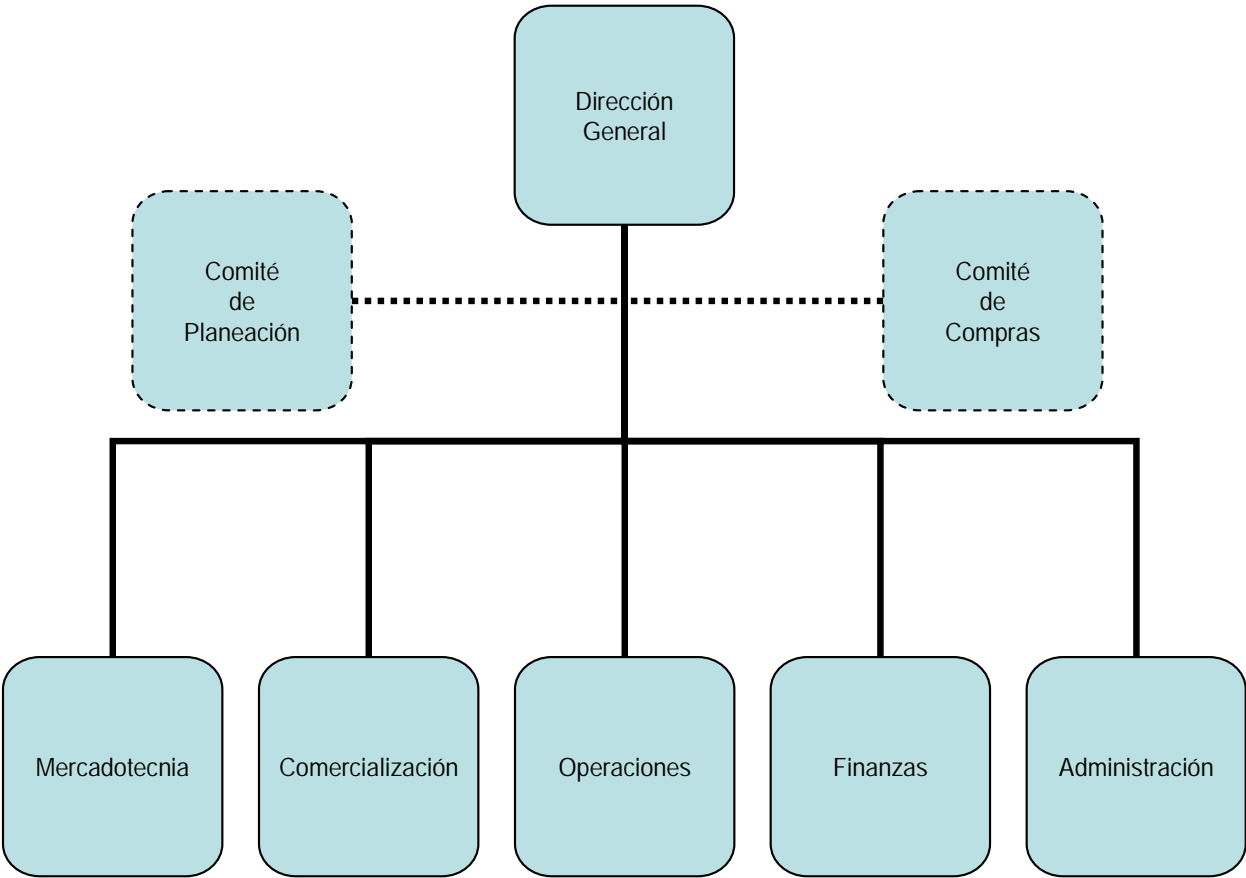 Dirección
General
Comité
de
Planeación
Comité
de
Compras
Mercadotecnia
Comercialización
Operaciones
Finanzas
Administración